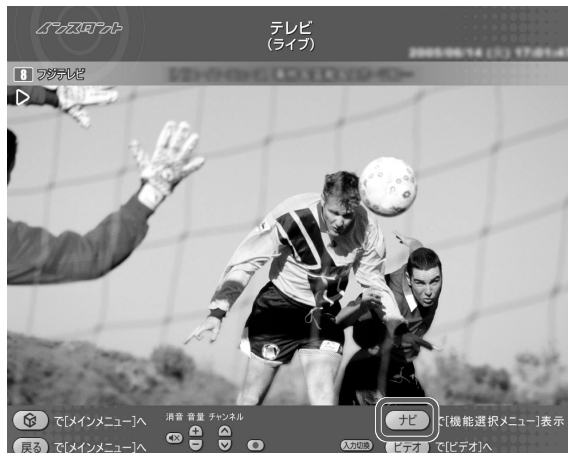 インスタント
テレビ
(ライブ)
8 フジテレビ
で[メインメニュー]へ
消音 音量 チャンネル
ナビ で[機能選択メニュー]表示
戻る で[メインメニュー]へ
入力切換 ビデオ で[ビデオ]へ